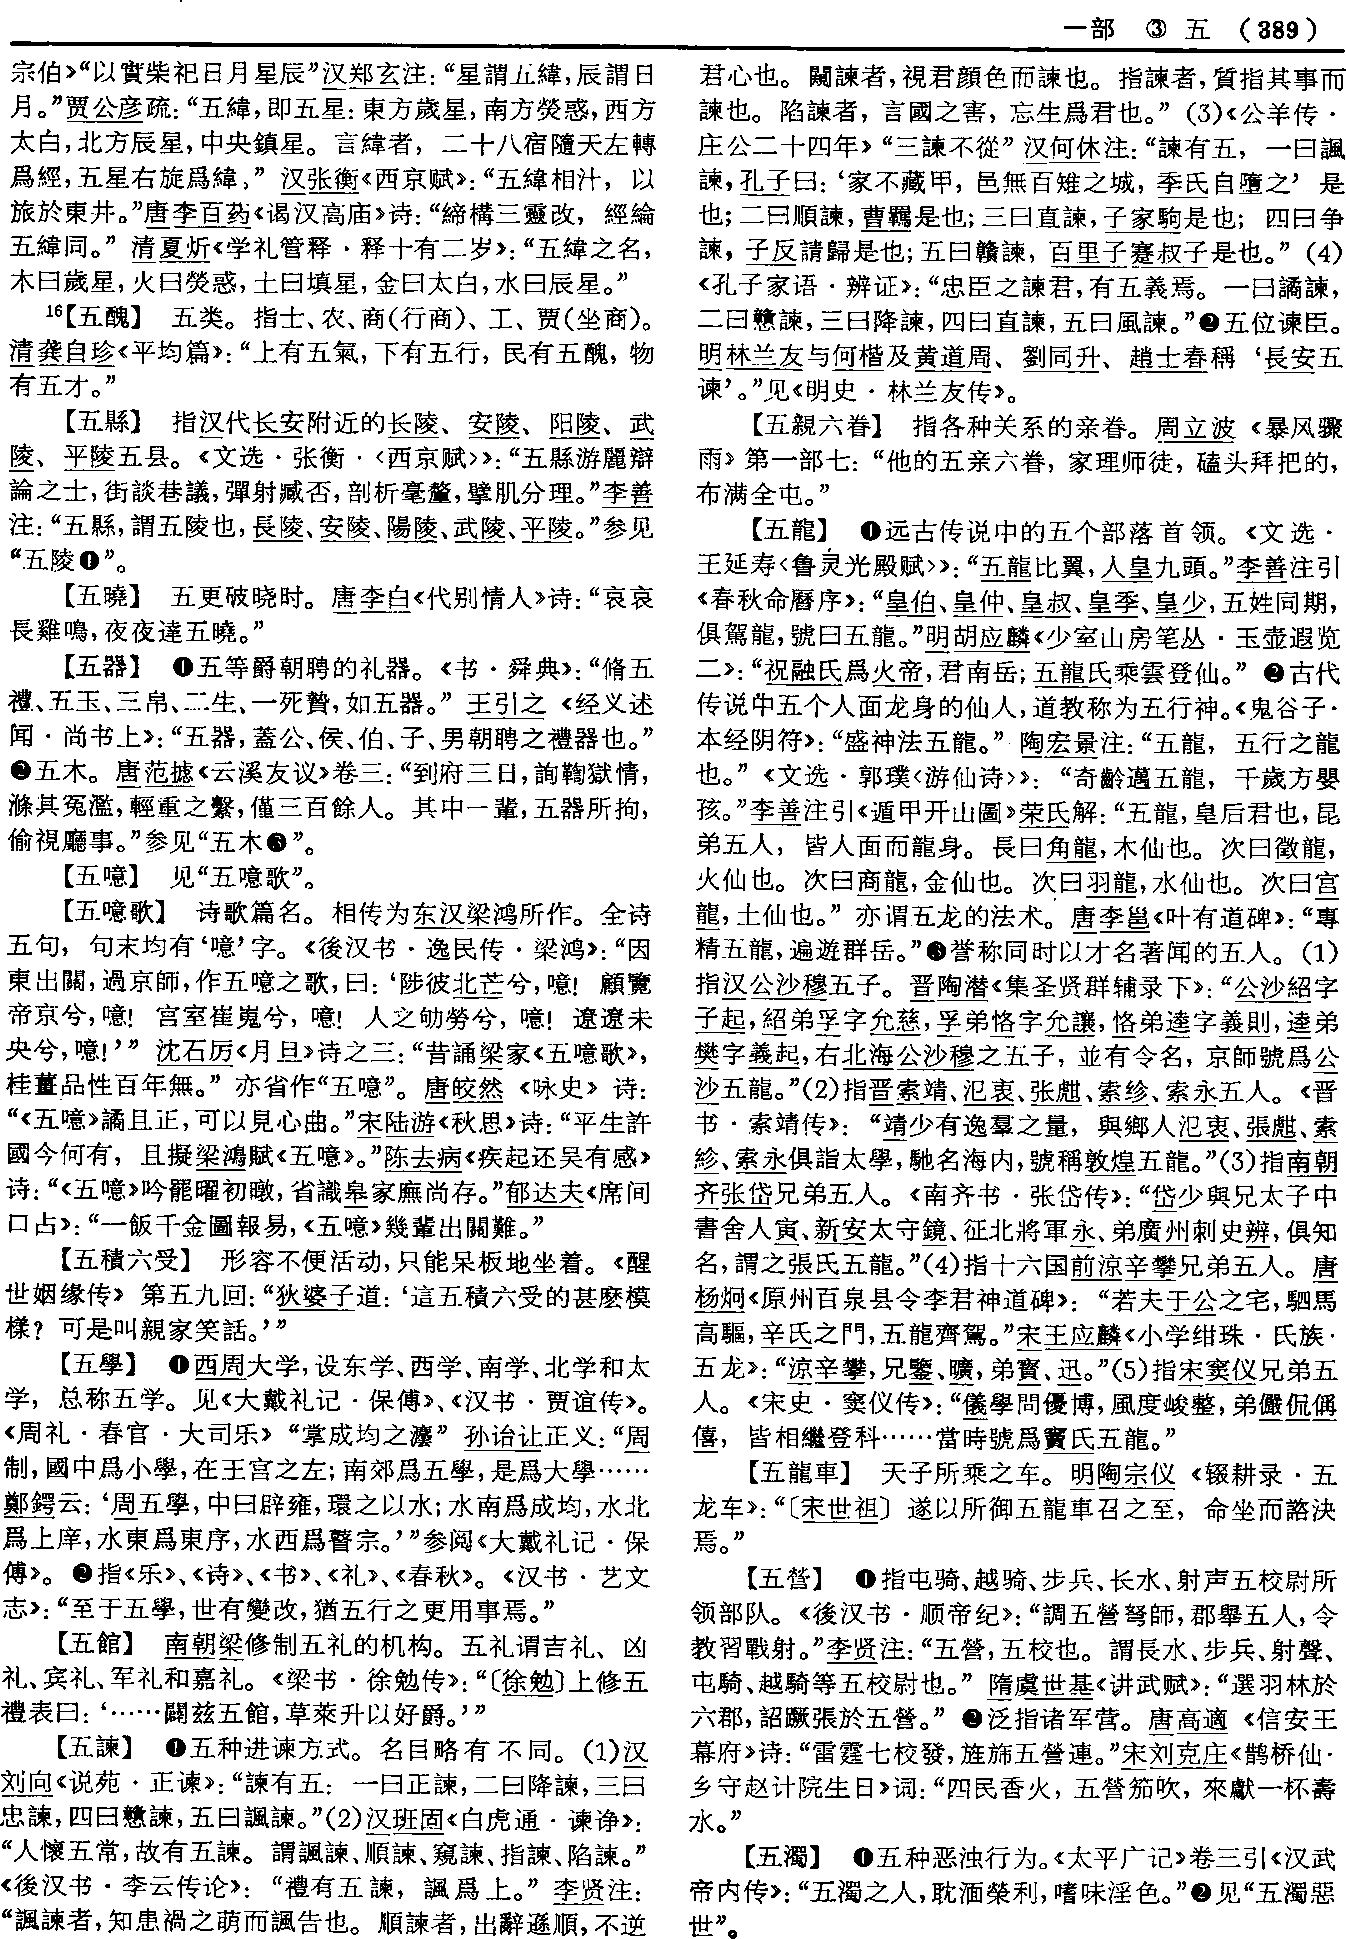 一部 ③ 五 （389）
宗伯》“以實柴祀日月星辰”汉郑玄注：“星謂五緯，辰謂日
月。”贾公彦疏：“五緯，即五星：東方歲星，南方熒惑，西方
太白，北方辰星，中央鎮星。言緯者，二十八宿隨天左轉
爲經，五星右旋爲緯。” 汉张衡《西京赋》：“五緯相汁，以
旅於東井。”唐李百药《谒汉高庙》诗：“締構三靈改，經綸
五緯同。” 清夏炘《学礼管释·释十有二岁》：“五緯之名，
木曰歲星，火曰熒惑，土曰填星，金曰太白，水曰辰星。”
16【五醜】 五类。指士、农、商(行商)、工、贾(坐商)。
清龚自珍《平均篇》：“上有五氣，下有五行，民有五醜，物
有五才。”
【五縣】 指汉代长安附近的长陵、安陵、阳陵、武
陵、平陵五县。《文选·张衡·〈西京赋〉》：“五縣游麗辯
論之士，街談巷議，彈射臧否，剖析毫釐，擘肌分理。”李善
注：“五縣，謂五陵也，長陵、安陵、陽陵、武陵、平陵。”参见
“五陵❶”。
【五曉】 五更破晓时。唐李白《代别情人》诗：“哀哀
長雞鳴，夜夜達五曉。”
【五器】 ❶五等爵朝聘的礼器。《书·舜典》：“脩五
禮、五玉、三帛、二生、一死贄，如五器。” 王引之《经义述
闻·尚书上》：“五器，蓋公、侯、伯、子、男朝聘之禮器也。”
❷五木。唐范摅《云溪友议》卷三：“到府三日，詢鞫獄情，
滌其冤濫，輕重之繫，僅三百餘人。其中一輩，五器所拘，
偷視廳事。”参见“五木❸”。
【五噫】 见“五噫歌”。
【五噫歌】 诗歌篇名。相传为东汉梁鸿所作。全诗
五句，句末均有‘噫’字。《後汉书·逸民传·梁鸿》：“因
東出關，過京師，作五噫之歌，曰：‘陟彼北芒兮，噫！顧覽
帝京兮，噫！宫室崔嵬兮，噫！人之劬勞兮，噫！遼遼未
央兮，噫！’” 沈石厉《月旦》诗之三：“昔誦梁家《五噫歌》，
桂薑品性百年無。” 亦省作“五噫”。唐皎然《咏史》诗：
“《五噫》譎且正，可以見心曲。”宋陆游《秋思》诗：“平生許
國今何有，且擬梁鴻賦《五噫》。”陈去病《疾起还吴有感》
诗：“《五噫》吟罷曜初暾，省識皋家廡尚存。”郁达夫《席间
口占》：“一飯千金圖報易，《五噫》幾輩出關難。”
【五積六受】 形容不便活动，只能呆板地坐着。《醒
世姻缘传》第五九回：“狄婆子道：‘這五積六受的甚麽模
樣？可是叫親家笑話。’”
【五學】 ❶西周大学，设东学、西学、南学、北学和太
学，总称五学。见《大戴礼记·保傅》、《汉书·贾谊传》。
《周礼·春官·大司乐》“掌成均之灋” 孙诒让正义：“周
制，國中爲小學，在王宫之左；南郊爲五學，是爲大學……
鄭鍔云：‘周五學，中曰辟雍，環之以水；水南爲成均，水北
爲上庠，水東爲東序，水西爲瞽宗。’”参阅《大戴礼记·保
傅》。❷指《乐》、《诗》、《书》、《礼》、《春秋》。《汉书·艺文
志》：“至于五學，世有變改，猶五行之更用事焉。”
【五館】 南朝梁修制五礼的机构。五礼谓吉礼、凶
礼、宾礼、军礼和嘉礼。《梁书·徐勉传》：“〔徐勉〕上修五
禮表曰：‘……闢兹五館，草萊升以好爵。’”
【五諫】 ❶五种进谏方式。名目略有不同。(1)汉
刘向《说苑·正谏》：“諫有五：一曰正諫，二曰降諫，三曰
忠諫，四曰戇諫，五曰諷諫。”(2)汉班固《白虎通·谏诤》：
“人懷五常，故有五諫。謂諷諫、順諫、窺諫、指諫、陷諫。”
《後汉书·李云传论》：“禮有五諫，諷爲上。” 李贤注：
“諷諫者，知患禍之萌而諷告也。順諫者，出辭遜順，不逆
君心也。闚諫者，視君顔色而諫也。指諫者，質指其事而
諫也。陷諫者，言國之害，忘生爲君也。” (3)《公羊传·
庄公二十四年》“三諫不從” 汉何休注：“諫有五，一曰諷
諫，孔子曰：‘家不藏甲，邑無百雉之城，季氏自墮之’是
也；二曰順諫，曹羈是也；三曰直諫，子家駒是也；四曰争
諫，子反請歸是也；五曰贛諫，百里子蹇叔子是也。” (4)
《孔子家语·辨证》：“忠臣之諫君，有五義焉。一曰譎諫，
二曰戇諫，三曰降諫，四曰直諫，五曰風諫。”❷五位谏臣。
明林兰友与何楷及黄道周、劉同升、趙士春稱‘長安五
谏’。”见《明史·林兰友传》。
【五親六眷】 指各种关系的亲眷。周立波《暴风骤
雨》第一部七：“他的五亲六眷，家理师徒，磕头拜把的，
布满全屯。”
【五龍】 ❶远古传说中的五个部落首领。《文选·
王延寿〈鲁灵光殿赋〉》：“五龍比翼，人皇九頭。”李善注引
《春秋命曆序》：“皇伯、皇仲、皇叔、皇季、皇少，五姓同期，
俱駕龍，號曰五龍。”明胡应麟《少室山房笔丛·玉壶遐览
二》：“祝融氏爲火帝，君南岳；五龍氏乘雲登仙。” ❷古代
传说中五个人面龙身的仙人，道教称为五行神。《鬼谷子·
本经阴符》：“盛神法五龍。” 陶宏景注：“五龍，五行之龍
也。”《文选·郭璞〈游仙诗〉》：“奇齡邁五龍，千歲方嬰
孩。”李善注引《遁甲开山圖》荣氏解：“五龍，皇后君也，昆
弟五人，皆人面而龍身。長曰角龍，木仙也。次曰徵龍，
火仙也。次曰商龍，金仙也。次曰羽龍，水仙也。次曰宫
龍，土仙也。” 亦谓五龙的法术。唐李邕《叶有道碑》：“專
精五龍，遍遊群岳。”❸誉称同时以才名著闻的五人。(1)
指汉公沙穆五子。晋陶潜《集圣贤群辅录下》：“公沙紹字
子起，紹弟孚字允慈，孚弟恪字允讓，恪弟逵字義則，逵弟
樊字義起，右北海公沙穆之五子，並有令名，京師號爲公
沙五龍。”(2)指晋索靖、氾衷、张甝、索紾、索永五人。《晋
书·索靖传》：“靖少有逸羣之量，與鄉人氾衷、張甝、索
紾、索永俱詣太學，馳名海内，號稱敦煌五龍。”(3)指南朝
齐张岱兄弟五人。《南齐书·张岱传》：“岱少與兄太子中
書舍人寅、新安太守鏡、征北將軍永、弟廣州刺史辨，俱知
名，謂之張氏五龍。”(4)指十六国前涼辛攀兄弟五人。唐
杨炯《原州百泉县令李君神道碑》：“若夫于公之宅，駟馬
高驅，辛氏之門，五龍齊駕。”宋王应麟《小学绀珠·氏族·
五龙》：“涼辛攀，兄鑒、曠，弟寶、迅。”(5)指宋窦仪兄弟五
人。《宋史·窦仪传》：“儀學問優博，風度峻整，弟儼侃偁
僖，皆相繼登科……當時號爲竇氏五龍。”
【五龍車】 天子所乘之车。明陶宗仪《辍耕录·五
龙车》：“〔宋世祖〕遂以所御五龍車召之至，命坐而諮決
焉。”
【五營】 ❶指屯骑、越骑、步兵、长水、射声五校尉所
领部队。《後汉书·顺帝纪》：“調五營弩師，郡舉五人，令
教習戰射。”李贤注：“五營，五校也。謂長水、步兵、射聲、
屯騎、越騎等五校尉也。” 隋虞世基《讲武赋》：“選羽林於
六郡，詔蹶張於五營。” ❷泛指诸军营。唐高適《信安王
幕府》诗：“雷霆七校發，旌旆五營連。”宋刘克庄《鹊桥仙·
乡守赵计院生日》词：“四民香火，五營笳吹，來獻一杯壽
水。”
【五濁】 ❶五种恶浊行为。《太平广记》卷三引《汉武
帝内传》：“五濁之人，耽湎榮利，嗜味淫色。”❷见“五濁惡
世”。